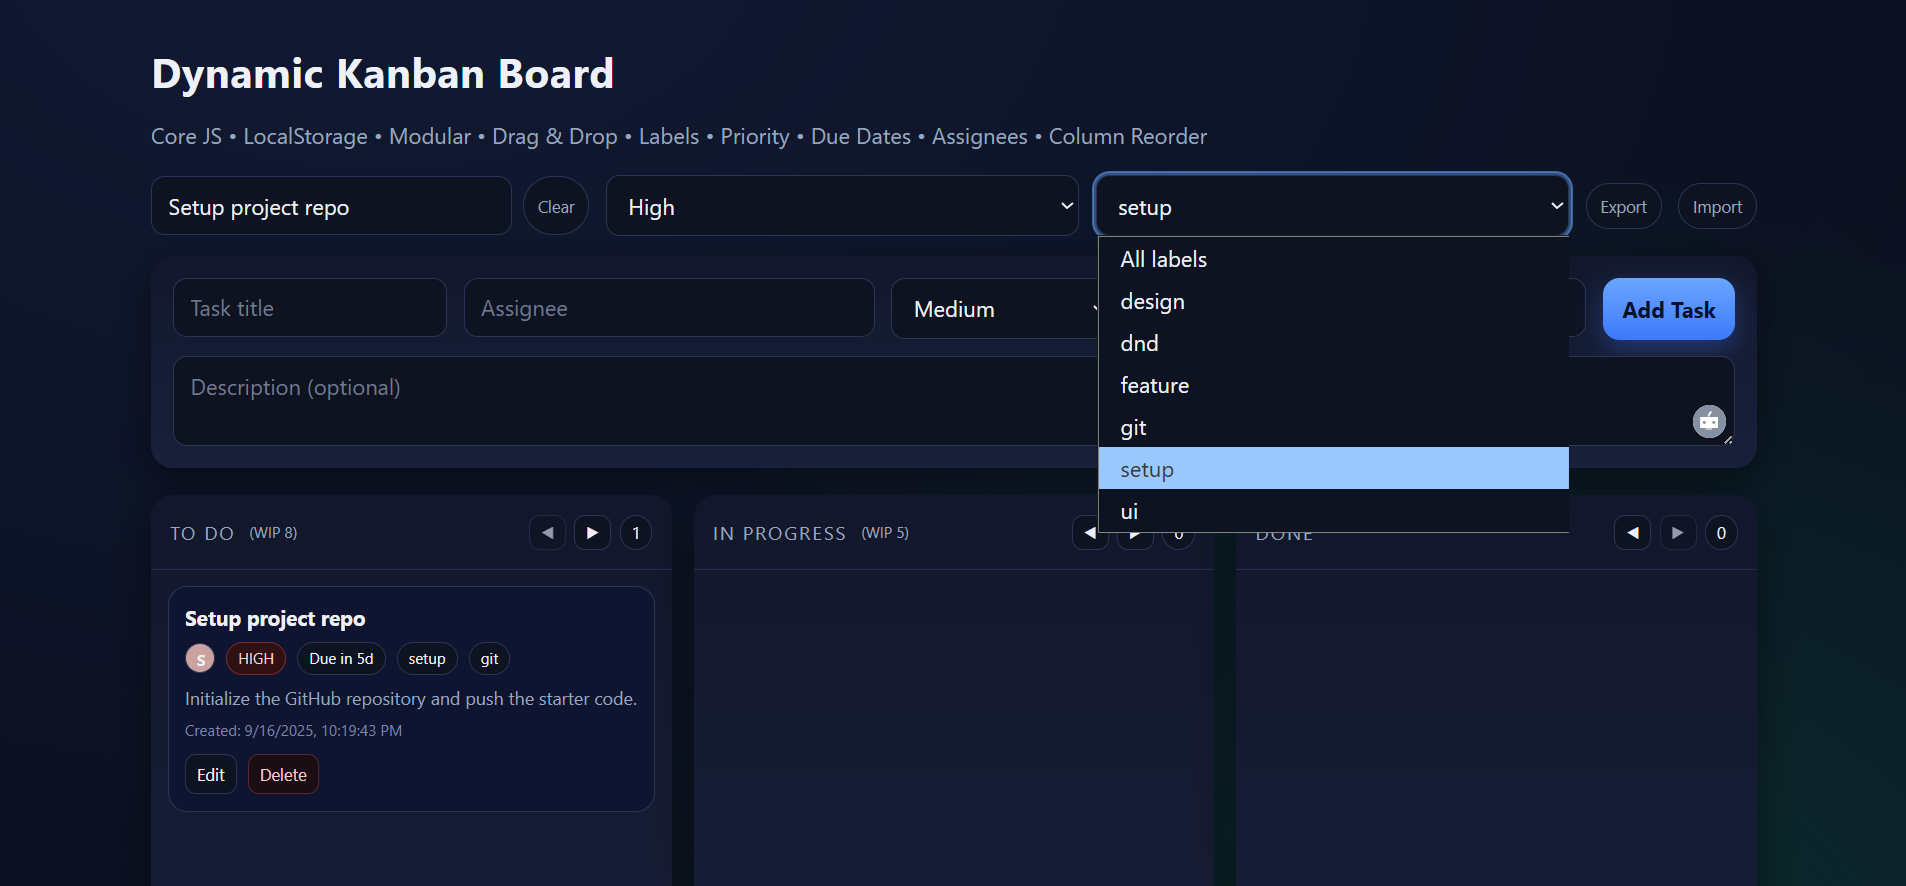 Dynamic Kanban Board
Core JS • LocalStorage • Modular • Drag & Drop • Labels • Priority • Due Dates • Assignees • Column Reorder
Setup project repo
Clear
High
setup
Export
Import
All labels
design
dnd
feature
git
setup
ui
Task title
Assignee
Medium
Add Task
Description (optional)
TO DO (WIP 8)
◀ ▶ 1
IN PROGRESS (WIP 5)
◀ ▶ 0
DONE
◀ ▶ 0
Setup project repo
S HIGH Due in 5d setup git
Initialize the GitHub repository and push the starter code.
Created: 9/16/2025, 10:19:43 PM
Edit Delete